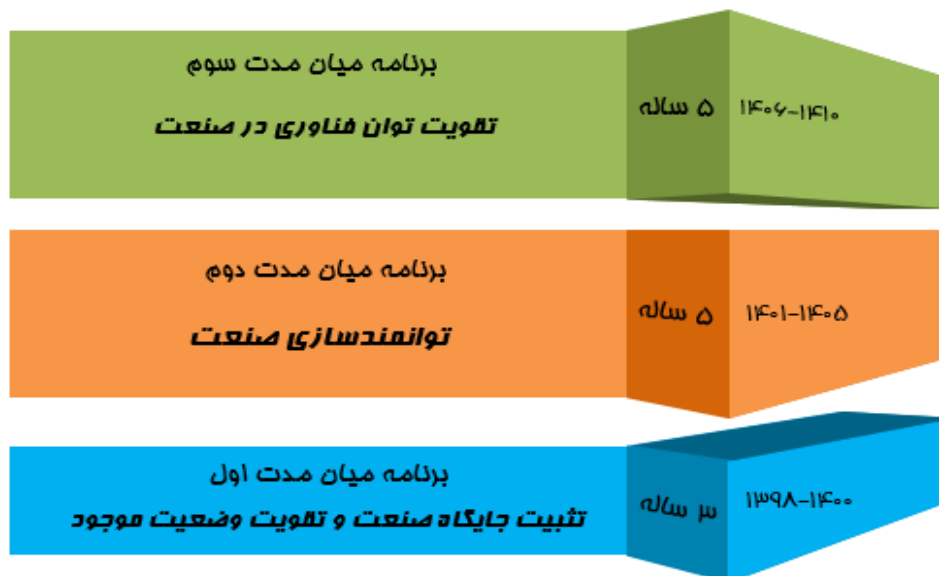 برنامه میان مدت سوم
تقویت توان فناوری در صنعت
۵ ساله
۱۴۰۶-۱۴۱۰
برنامه میان مدت دوم
توانمندسازی صنعت
۵ ساله
۱۴۰۱-۱۴۰۵
برنامه میان مدت اول
تثبیت جایگاه صنعت و تقویت وضعیت موجود
۳ ساله
۱۳۹۸-۱۴۰۰